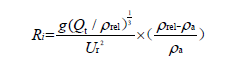 Ri = g(Qt / ρrel)^(1/3) / Ur² × (ρrel-ρa / ρa)